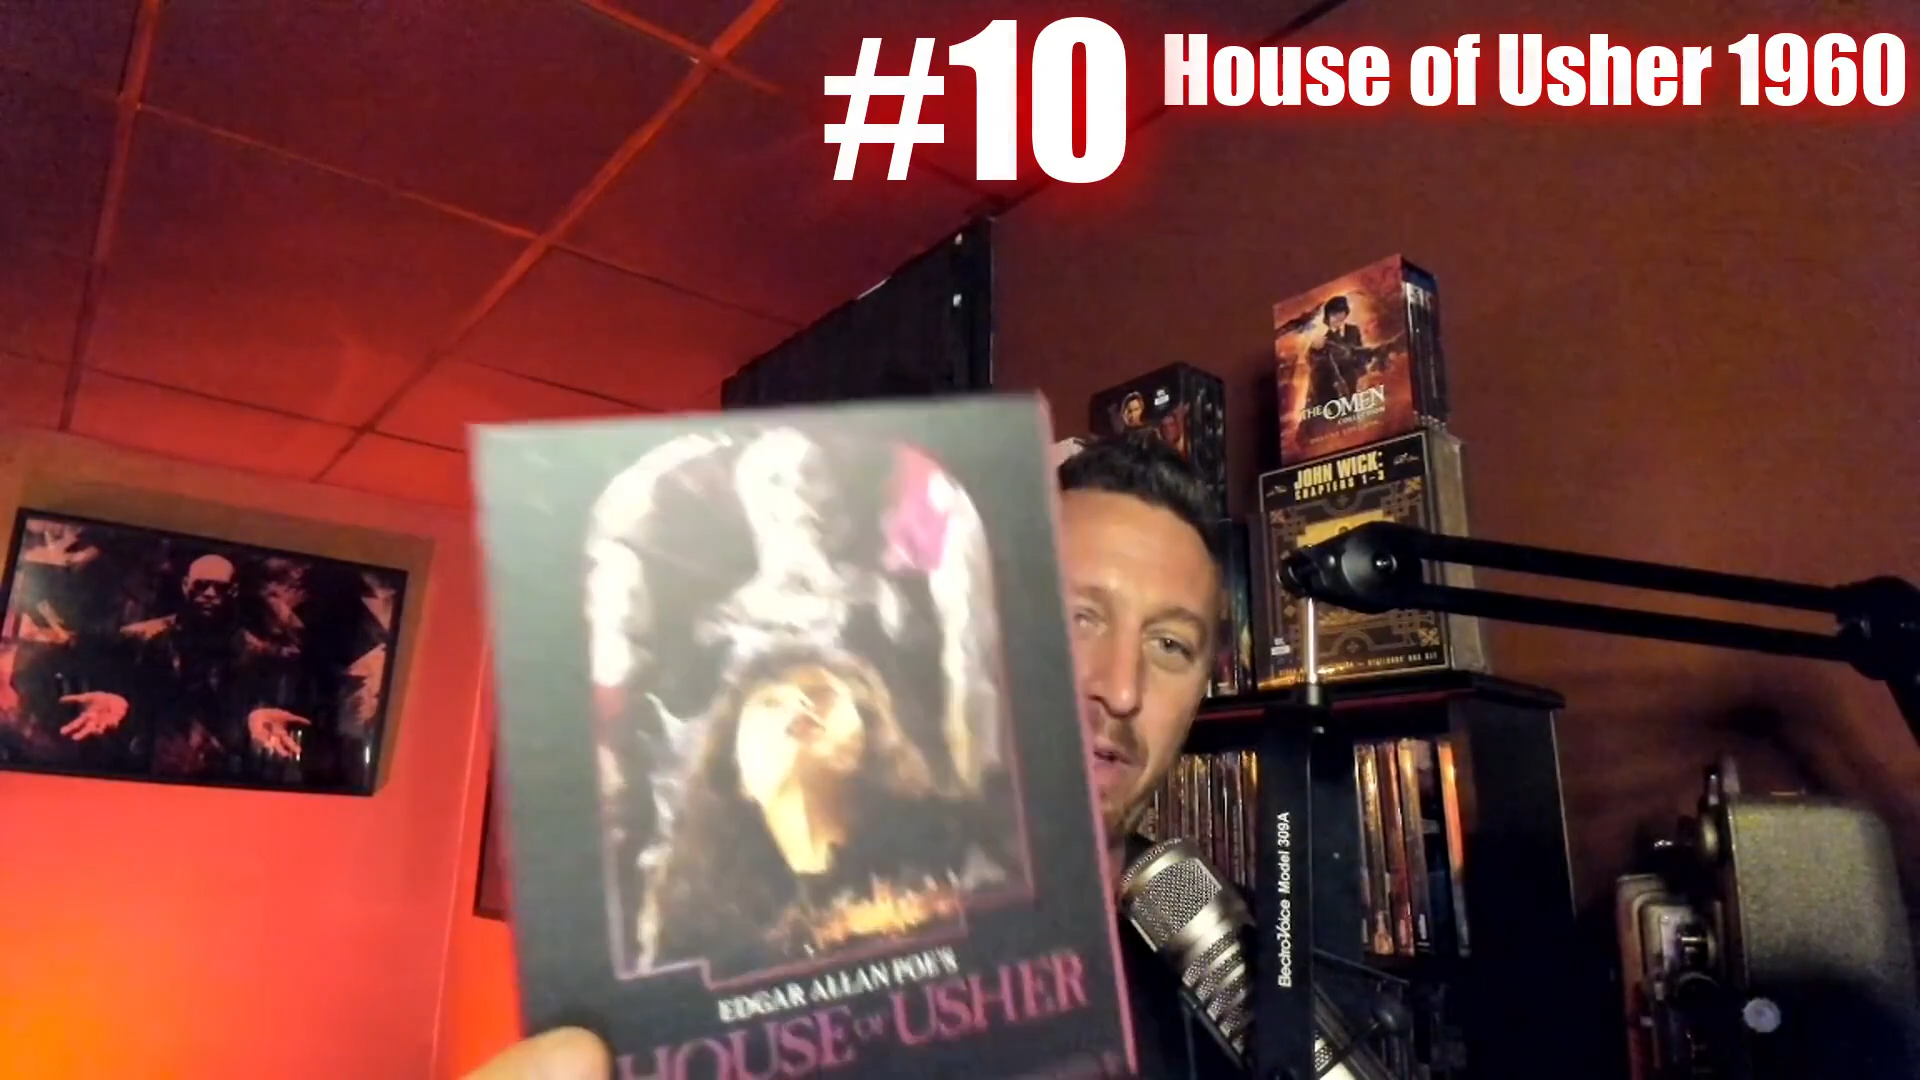 #10 House of Usher 1960
THE OMEN
COLLECTION
JOHN WICK:
CHAPTERS 1-3
EDGAR ALLAN POE'S
HOUSE OF USHER
ElectroVoice Model 309A